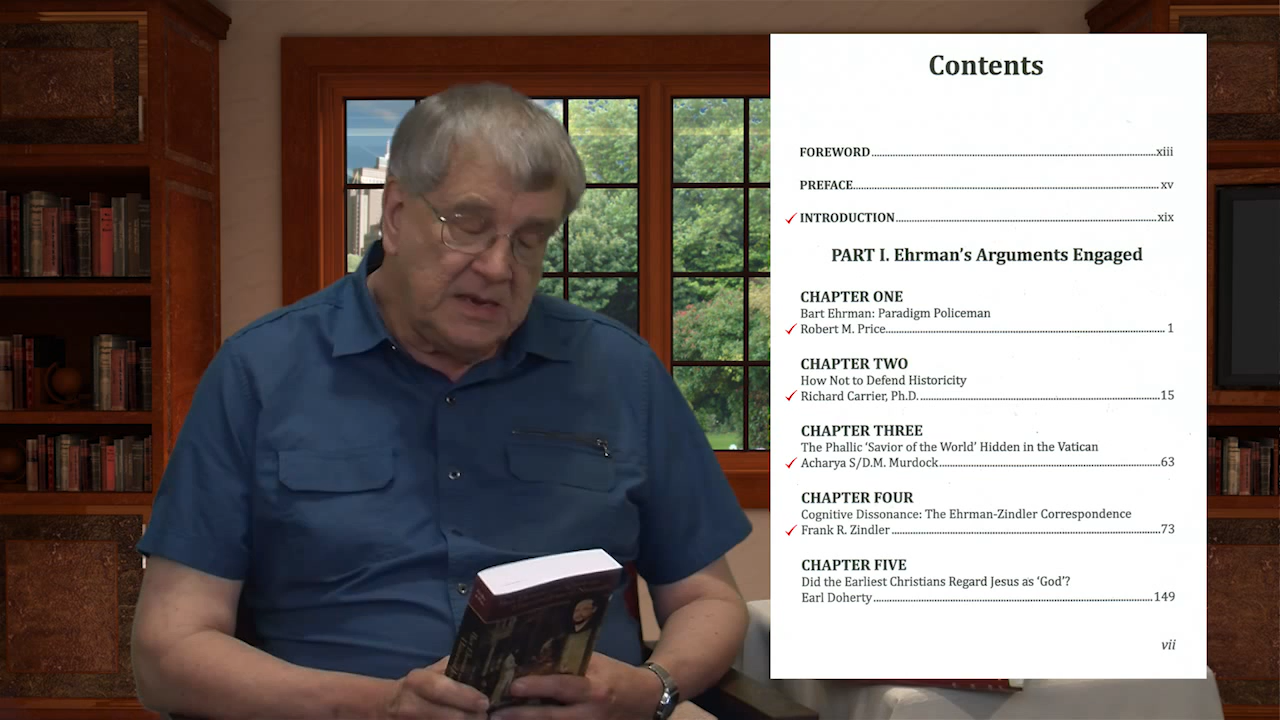 Contents
FOREWORD xiii
PREFACE xv
INTRODUCTION xix
PART I. Ehrman's Arguments Engaged
CHAPTER ONE
Bart Ehrman: Paradigm Policeman
Robert M. Price 1
CHAPTER TWO
How Not to Defend Historicity
Richard Carrier, Ph.D. 15
CHAPTER THREE
The Phallic 'Savior of the World' Hidden in the Vatican
Acharya S/D.M. Murdock 63
CHAPTER FOUR
Cognitive Dissonance: The Ehrman-Zindler Correspondence
Frank R. Zindler 73
CHAPTER FIVE
Did the Earliest Christians Regard Jesus as 'God'?
Earl Doherty 149
vii